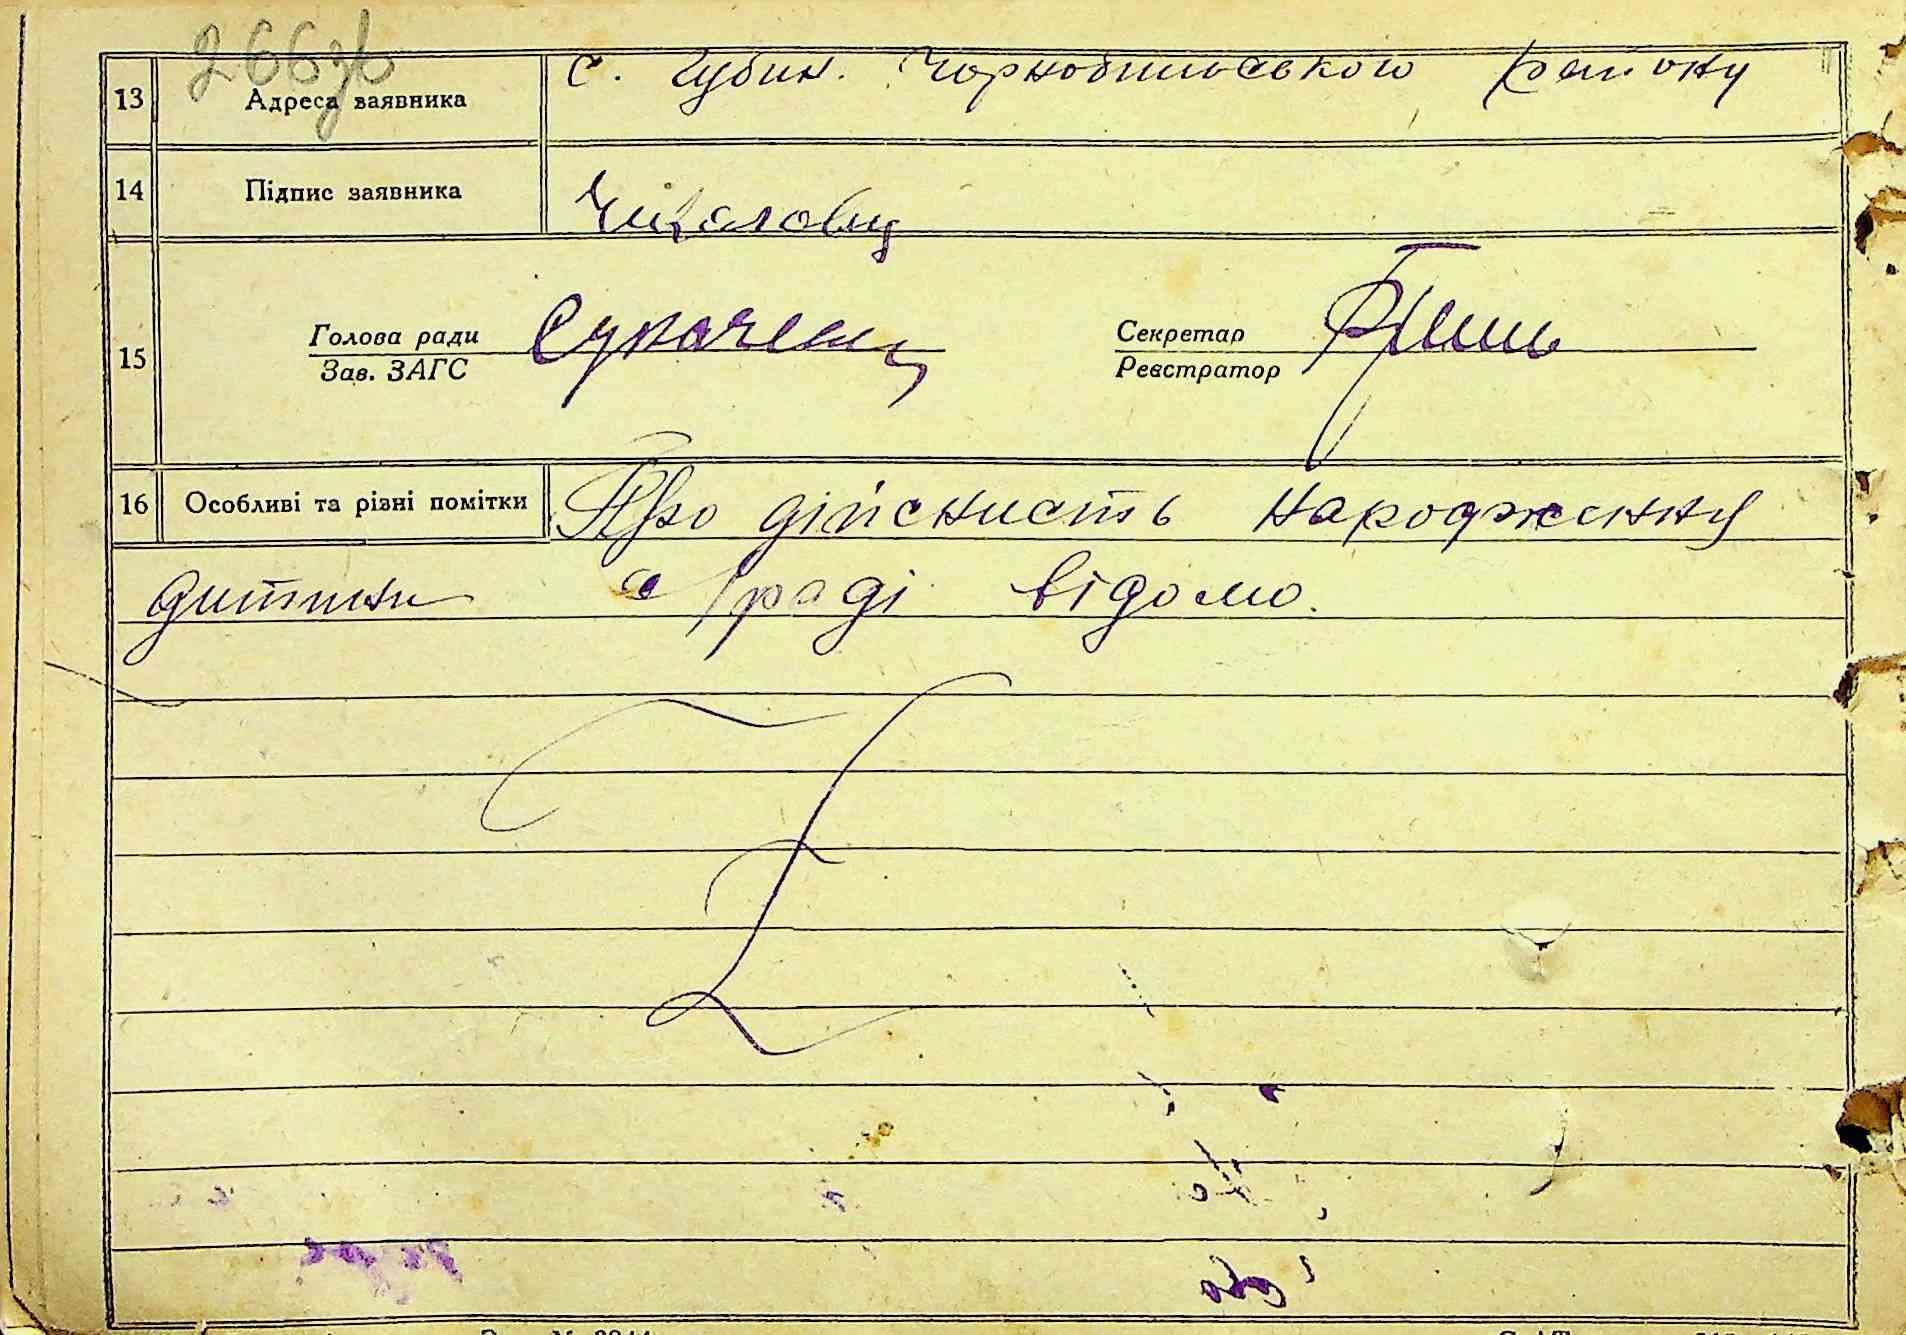 266зв
13 Адреса заявника с. Губин. Чорнобильського району
14 Підпис заявника
15 Голова ради Секретар
Зав. ЗАГС Реєстратор
16 Особливі та різні помітки Про дійсність народження
дитини раді відомо.